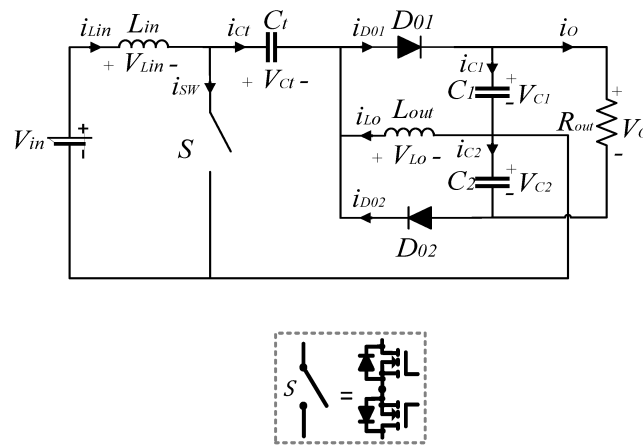 iLin Lin iCt Ct iD01 D01 iO
+ VLin - iSW + VCt - iC1 +
C1 - VC1
Vin + - S iLo Lout Rout + VO -
+ VLo - iC2 +
C2 - VC2
iD02 D02
S =